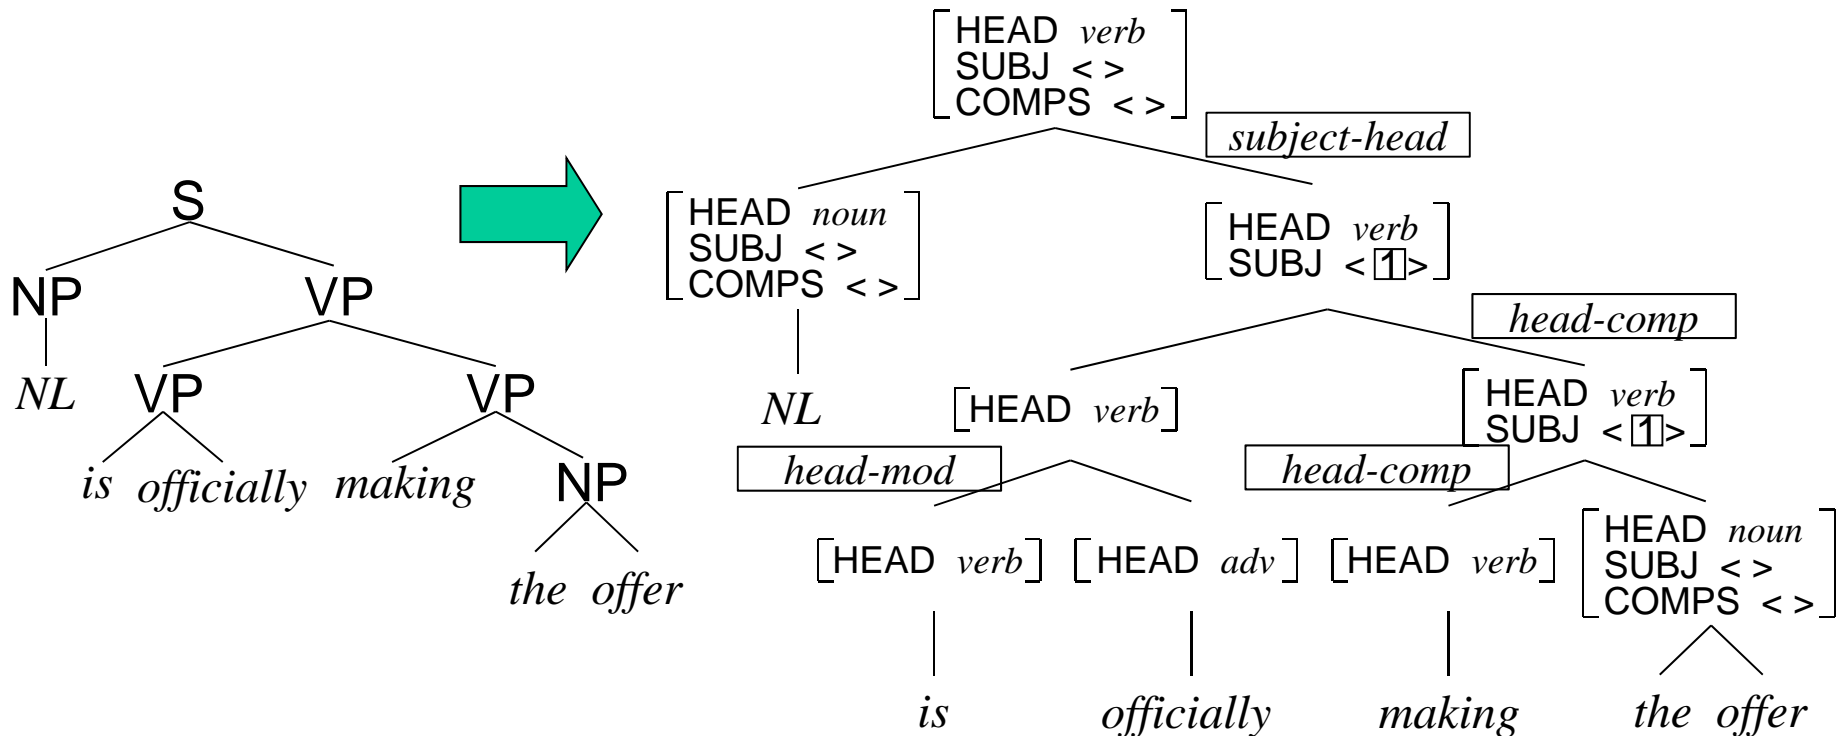 S
NP VP
NL VP VP
is officially making NP
the offer
HEAD verb
SUBJ < >
COMPS < >
subject-head
HEAD noun
SUBJ < >
COMPS < >
HEAD verb
SUBJ < 1 >
head-comp
NL
HEAD verb
HEAD verb
SUBJ < 1 >
head-mod
head-comp
HEAD verb
HEAD adv
HEAD verb
HEAD noun
SUBJ < >
COMPS < >
is officially making the offer